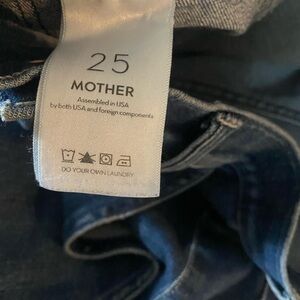 25
MOTHER
Assembled in USA
by both USA and foreign components
DO YOUR OWN LAUNDRY